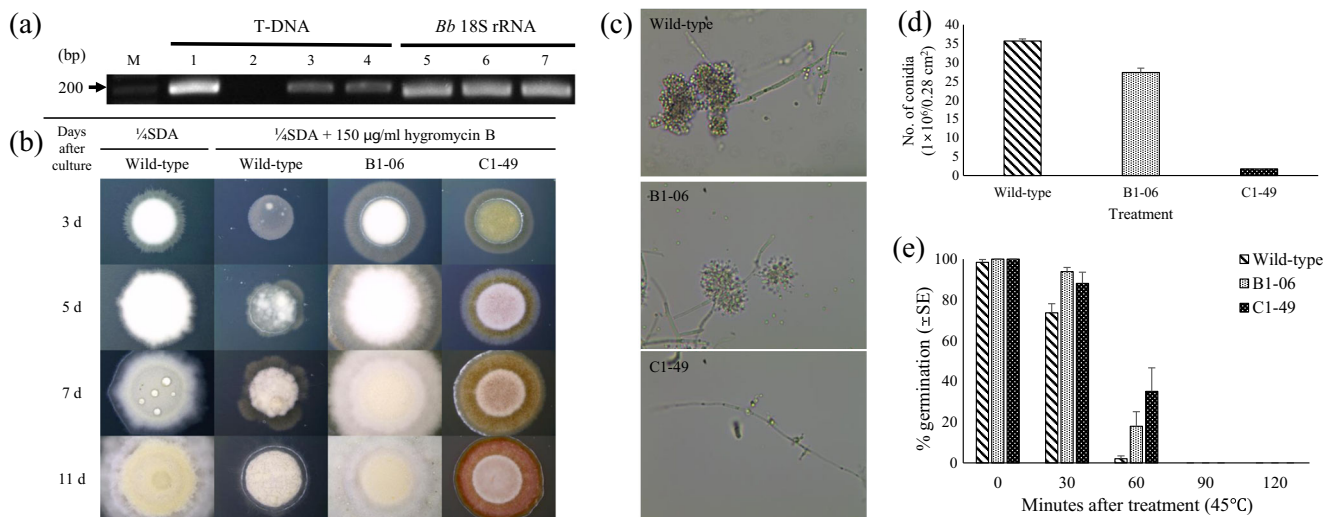 (a)
T-DNA
Bb 18S rRNA
(bp)
M
1
2
3
4
5
6
7
200
(b)
Days after culture
¼SDA
¼SDA + 150 µg/ml hygromycin B
Wild-type
Wild-type
B1-06
C1-49
3 d
5 d
7 d
11 d
(c)
Wild-type
B1-06
C1-49
(d)
No. of conidia
(1×10⁶/0.28 cm²)
40
35
30
25
20
15
10
5
0
Wild-type
B1-06
C1-49
Treatment
(e)
% germination (±SE)
100
80
60
40
20
0
Wild-type
B1-06
C1-49
0
30
60
90
120
Minutes after treatment (45℃)